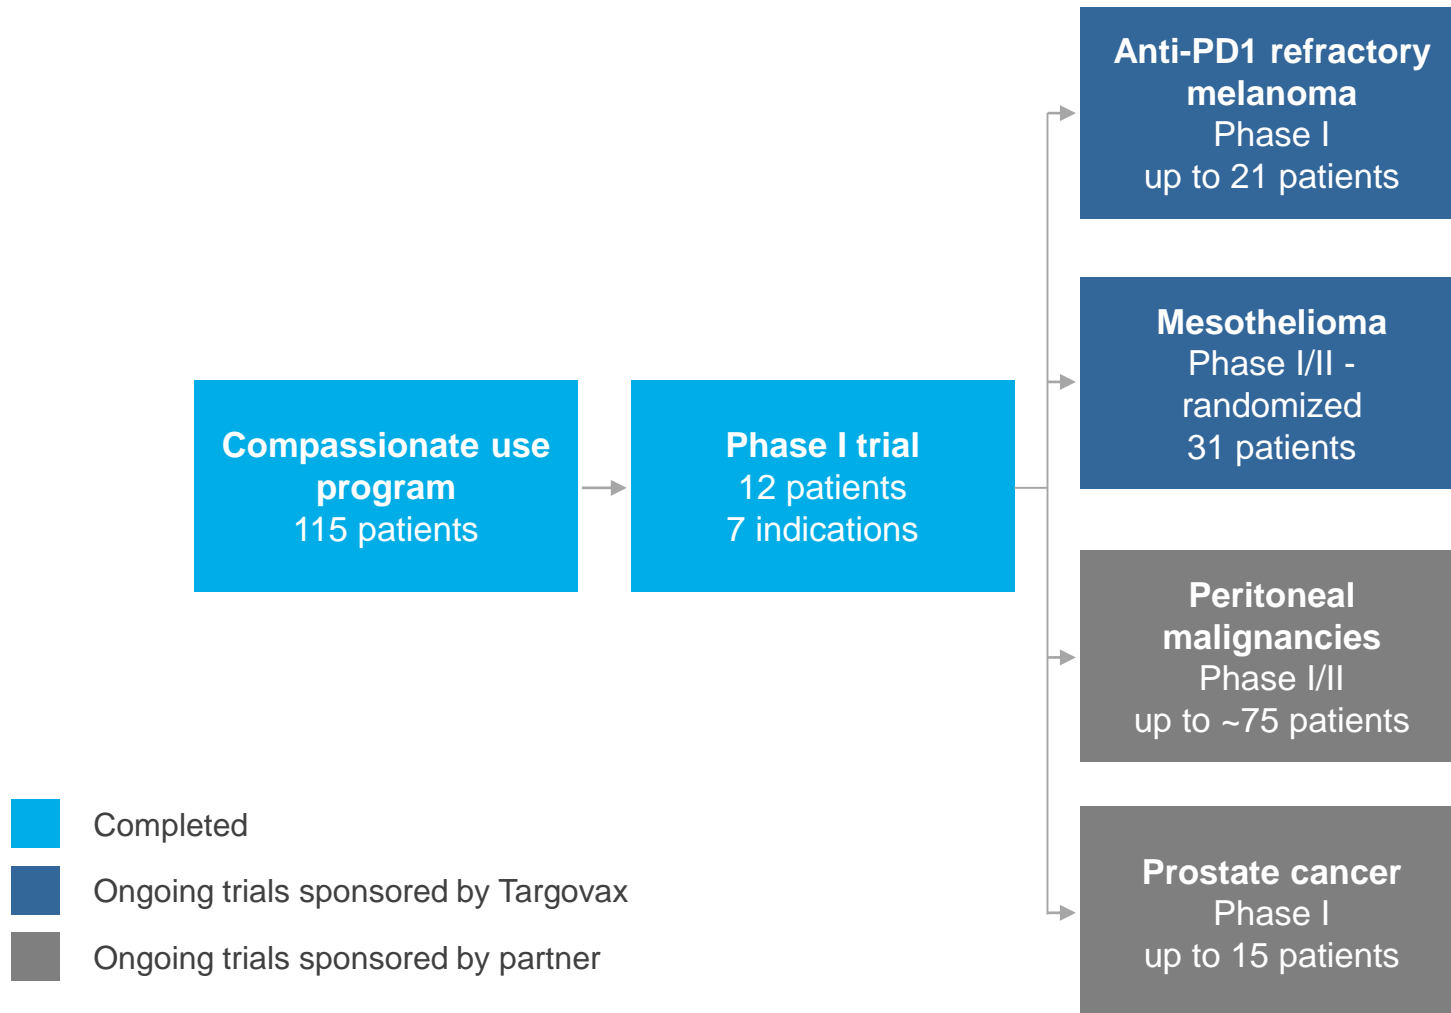 Anti-PD1 refractory
melanoma
Phase I
up to 21 patients
Mesothelioma
Phase I/II -
randomized
31 patients
Compassionate use
program
115 patients
Phase I trial
12 patients
7 indications
Peritoneal
malignancies
Phase I/II
up to ~75 patients
Prostate cancer
Phase I
up to 15 patients
Completed
Ongoing trials sponsored by Targovax
Ongoing trials sponsored by partner